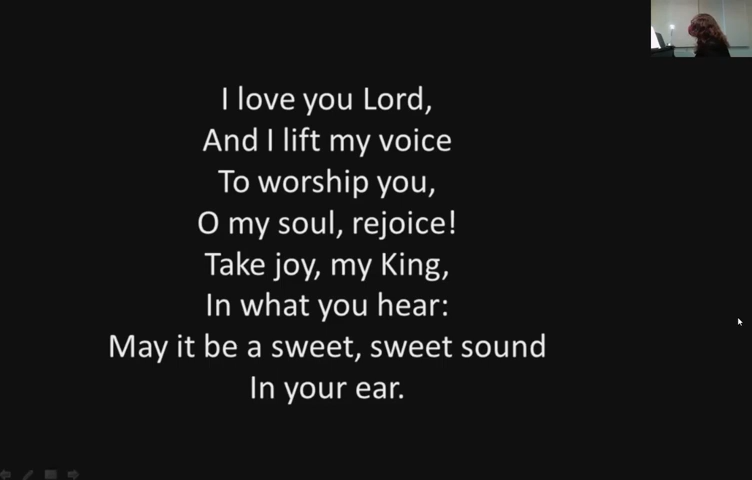 I love you Lord,
And I lift my voice
To worship you,
O my soul, rejoice!
Take joy, my King,
In what you hear:
May it be a sweet, sweet sound
In your ear.